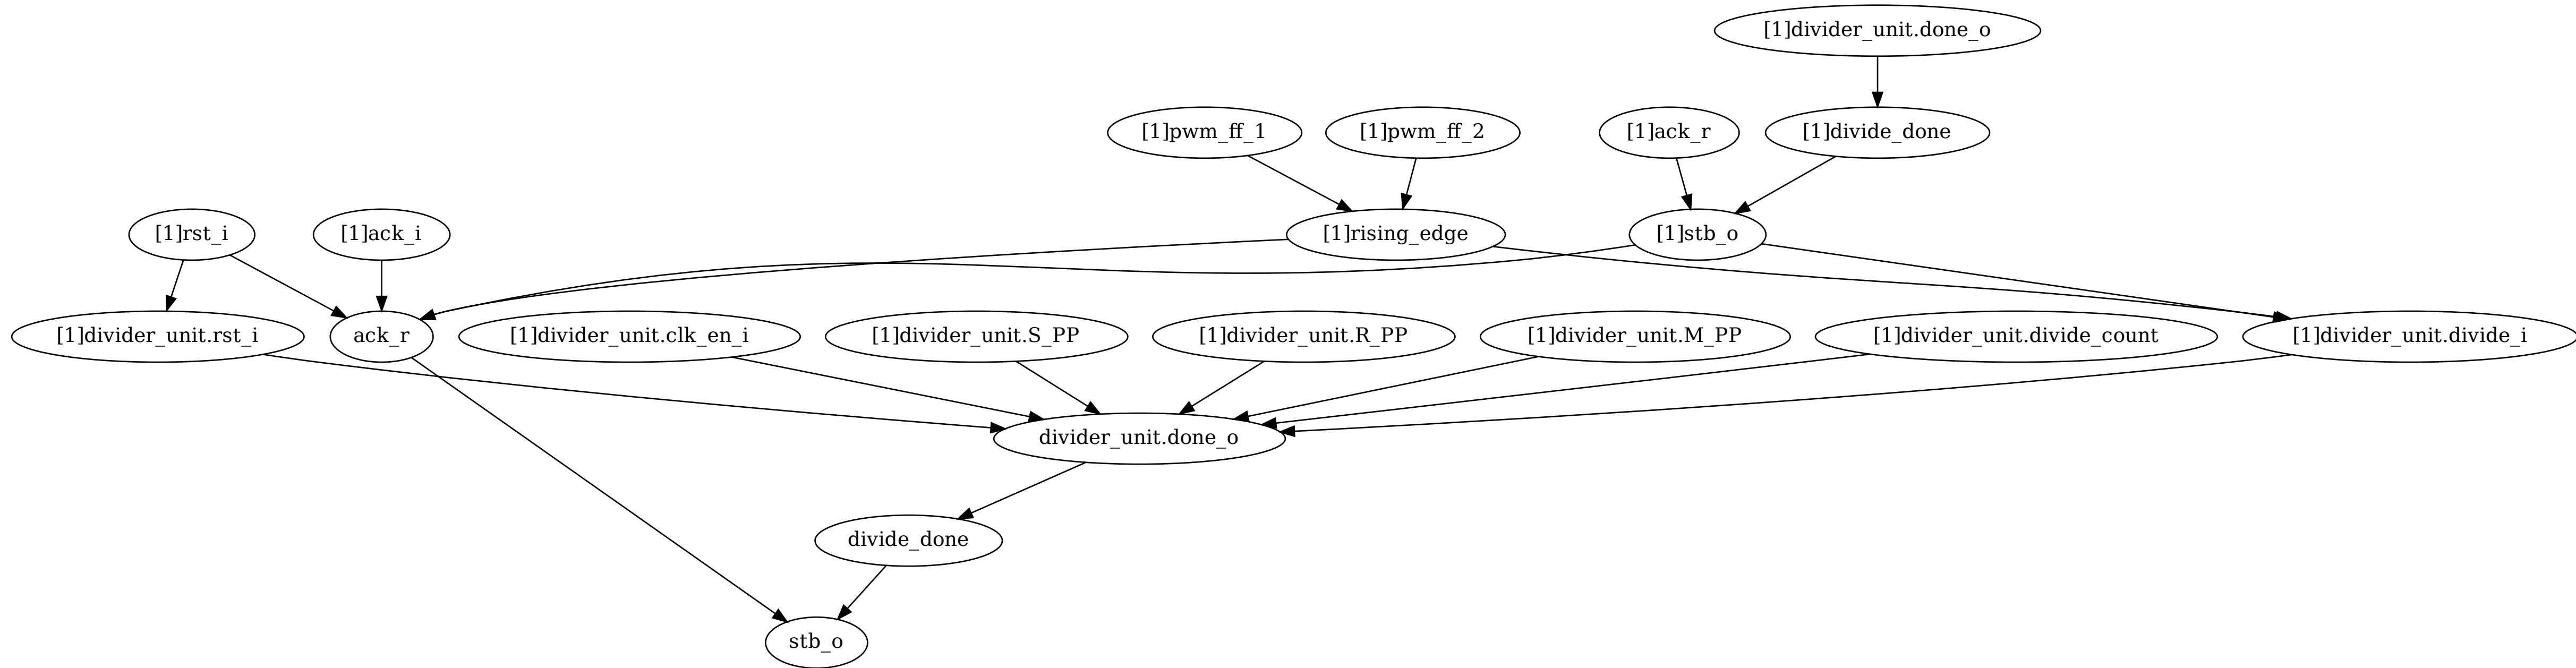 [1]divider_unit.done_o
[1]pwm_ff_1
[1]pwm_ff_2
[1]ack_r
[1]divide_done
[1]rst_i
[1]ack_i
[1]rising_edge
[1]stb_o
[1]divider_unit.rst_i
ack_r
[1]divider_unit.clk_en_i
[1]divider_unit.S_PP
[1]divider_unit.R_PP
[1]divider_unit.M_PP
[1]divider_unit.divide_count
[1]divider_unit.divide_i
divider_unit.done_o
divide_done
stb_o